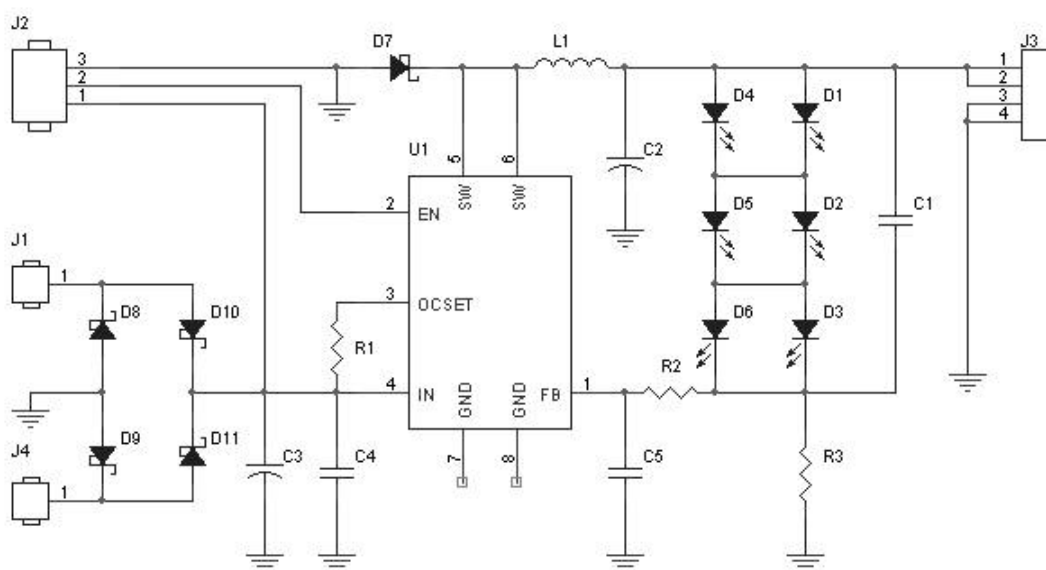 J2
3
2
1
D7
L1
J3
1
2
3
4
D4
D1
U1
5
6
SW
SW
C2
2
EN
D5
D2
C1
J1
1
3
OCSET
D8
D10
R1
D6
D3
R2
4
IN
GND
GND
FB
1
J4
D9
D11
1
C3
C4
7
8
C5
R3